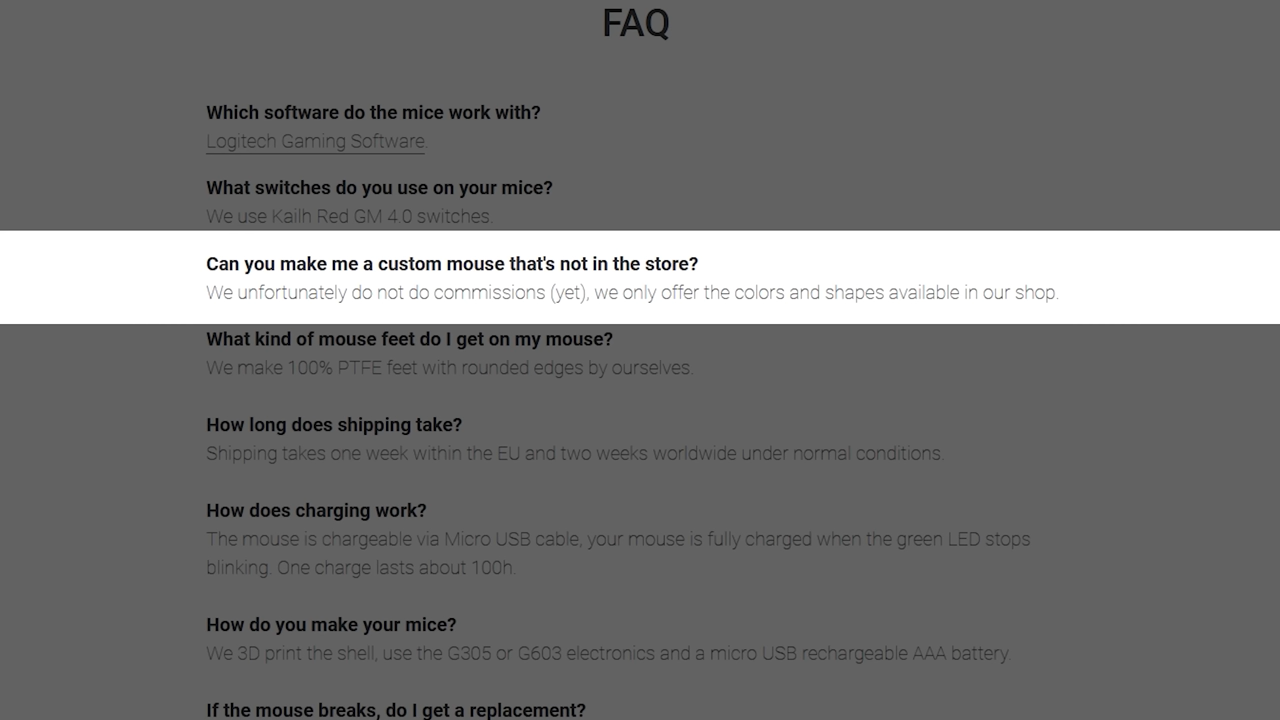 FAQ
Which software do the mice work with?
Logitech Gaming Software.
What switches do you use on your mice?
We use Kailh Red GM 4.0 switches.
Can you make me a custom mouse that's not in the store?
We unfortunately do not do commissions (yet), we only offer the colors and shapes available in our shop.
What kind of mouse feet do I get on my mouse?
We make 100% PTFE feet with rounded edges by ourselves.
How long does shipping take?
Shipping takes one week within the EU and two weeks worldwide under normal conditions.
How does charging work?
The mouse is chargeable via Micro USB cable, your mouse is fully charged when the green LED stops
blinking. One charge lasts about 100h.
How do you make your mice?
We 3D print the shell, use the G305 or G603 electronics and a micro USB rechargeable AAA battery.
If the mouse breaks, do I get a replacement?